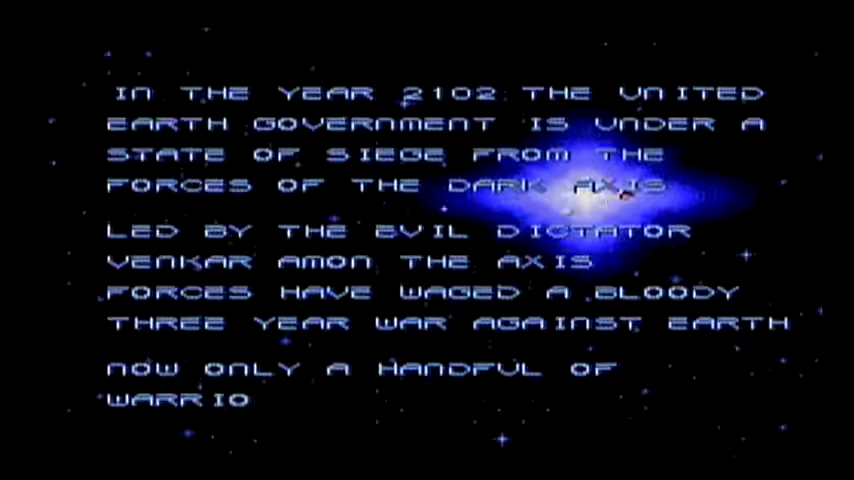 IN THE YEAR 2102 THE UNITED
EARTH GOVERNMENT IS UNDER A
STATE OF SIEGE FROM THE
FORCES OF THE DARK AXIS
LED BY THE EVIL DICTATOR
VENKAR AMON THE AXIS
FORCES HAVE WAGED A BLOODY
THREE YEAR WAR AGAINST EARTH
NOW ONLY A HANDFUL OF
WARRIO